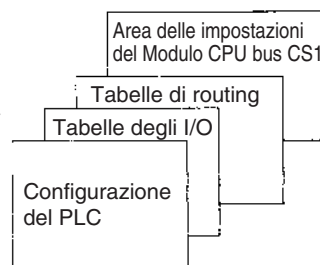 Area delle impostazioni
del Modulo CPU bus CS1
Tabelle di routing
Tabelle degli I/O
Configurazione
del PLC